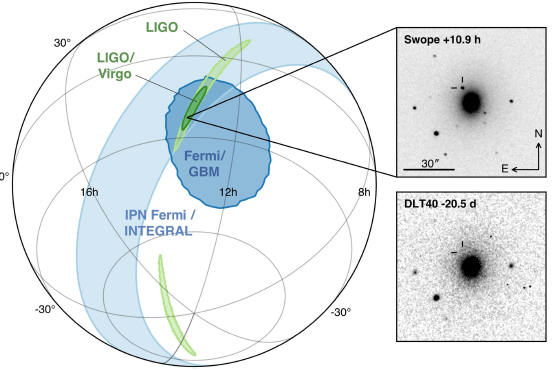 LIGO
Swope +10.9 h
30°
LIGO/
Virgo
N
Fermi/
GBM
30″
E
0°
16h
12h
8h
DLT40 -20.5 d
IPN Fermi /
INTEGRAL
-30°
-30°